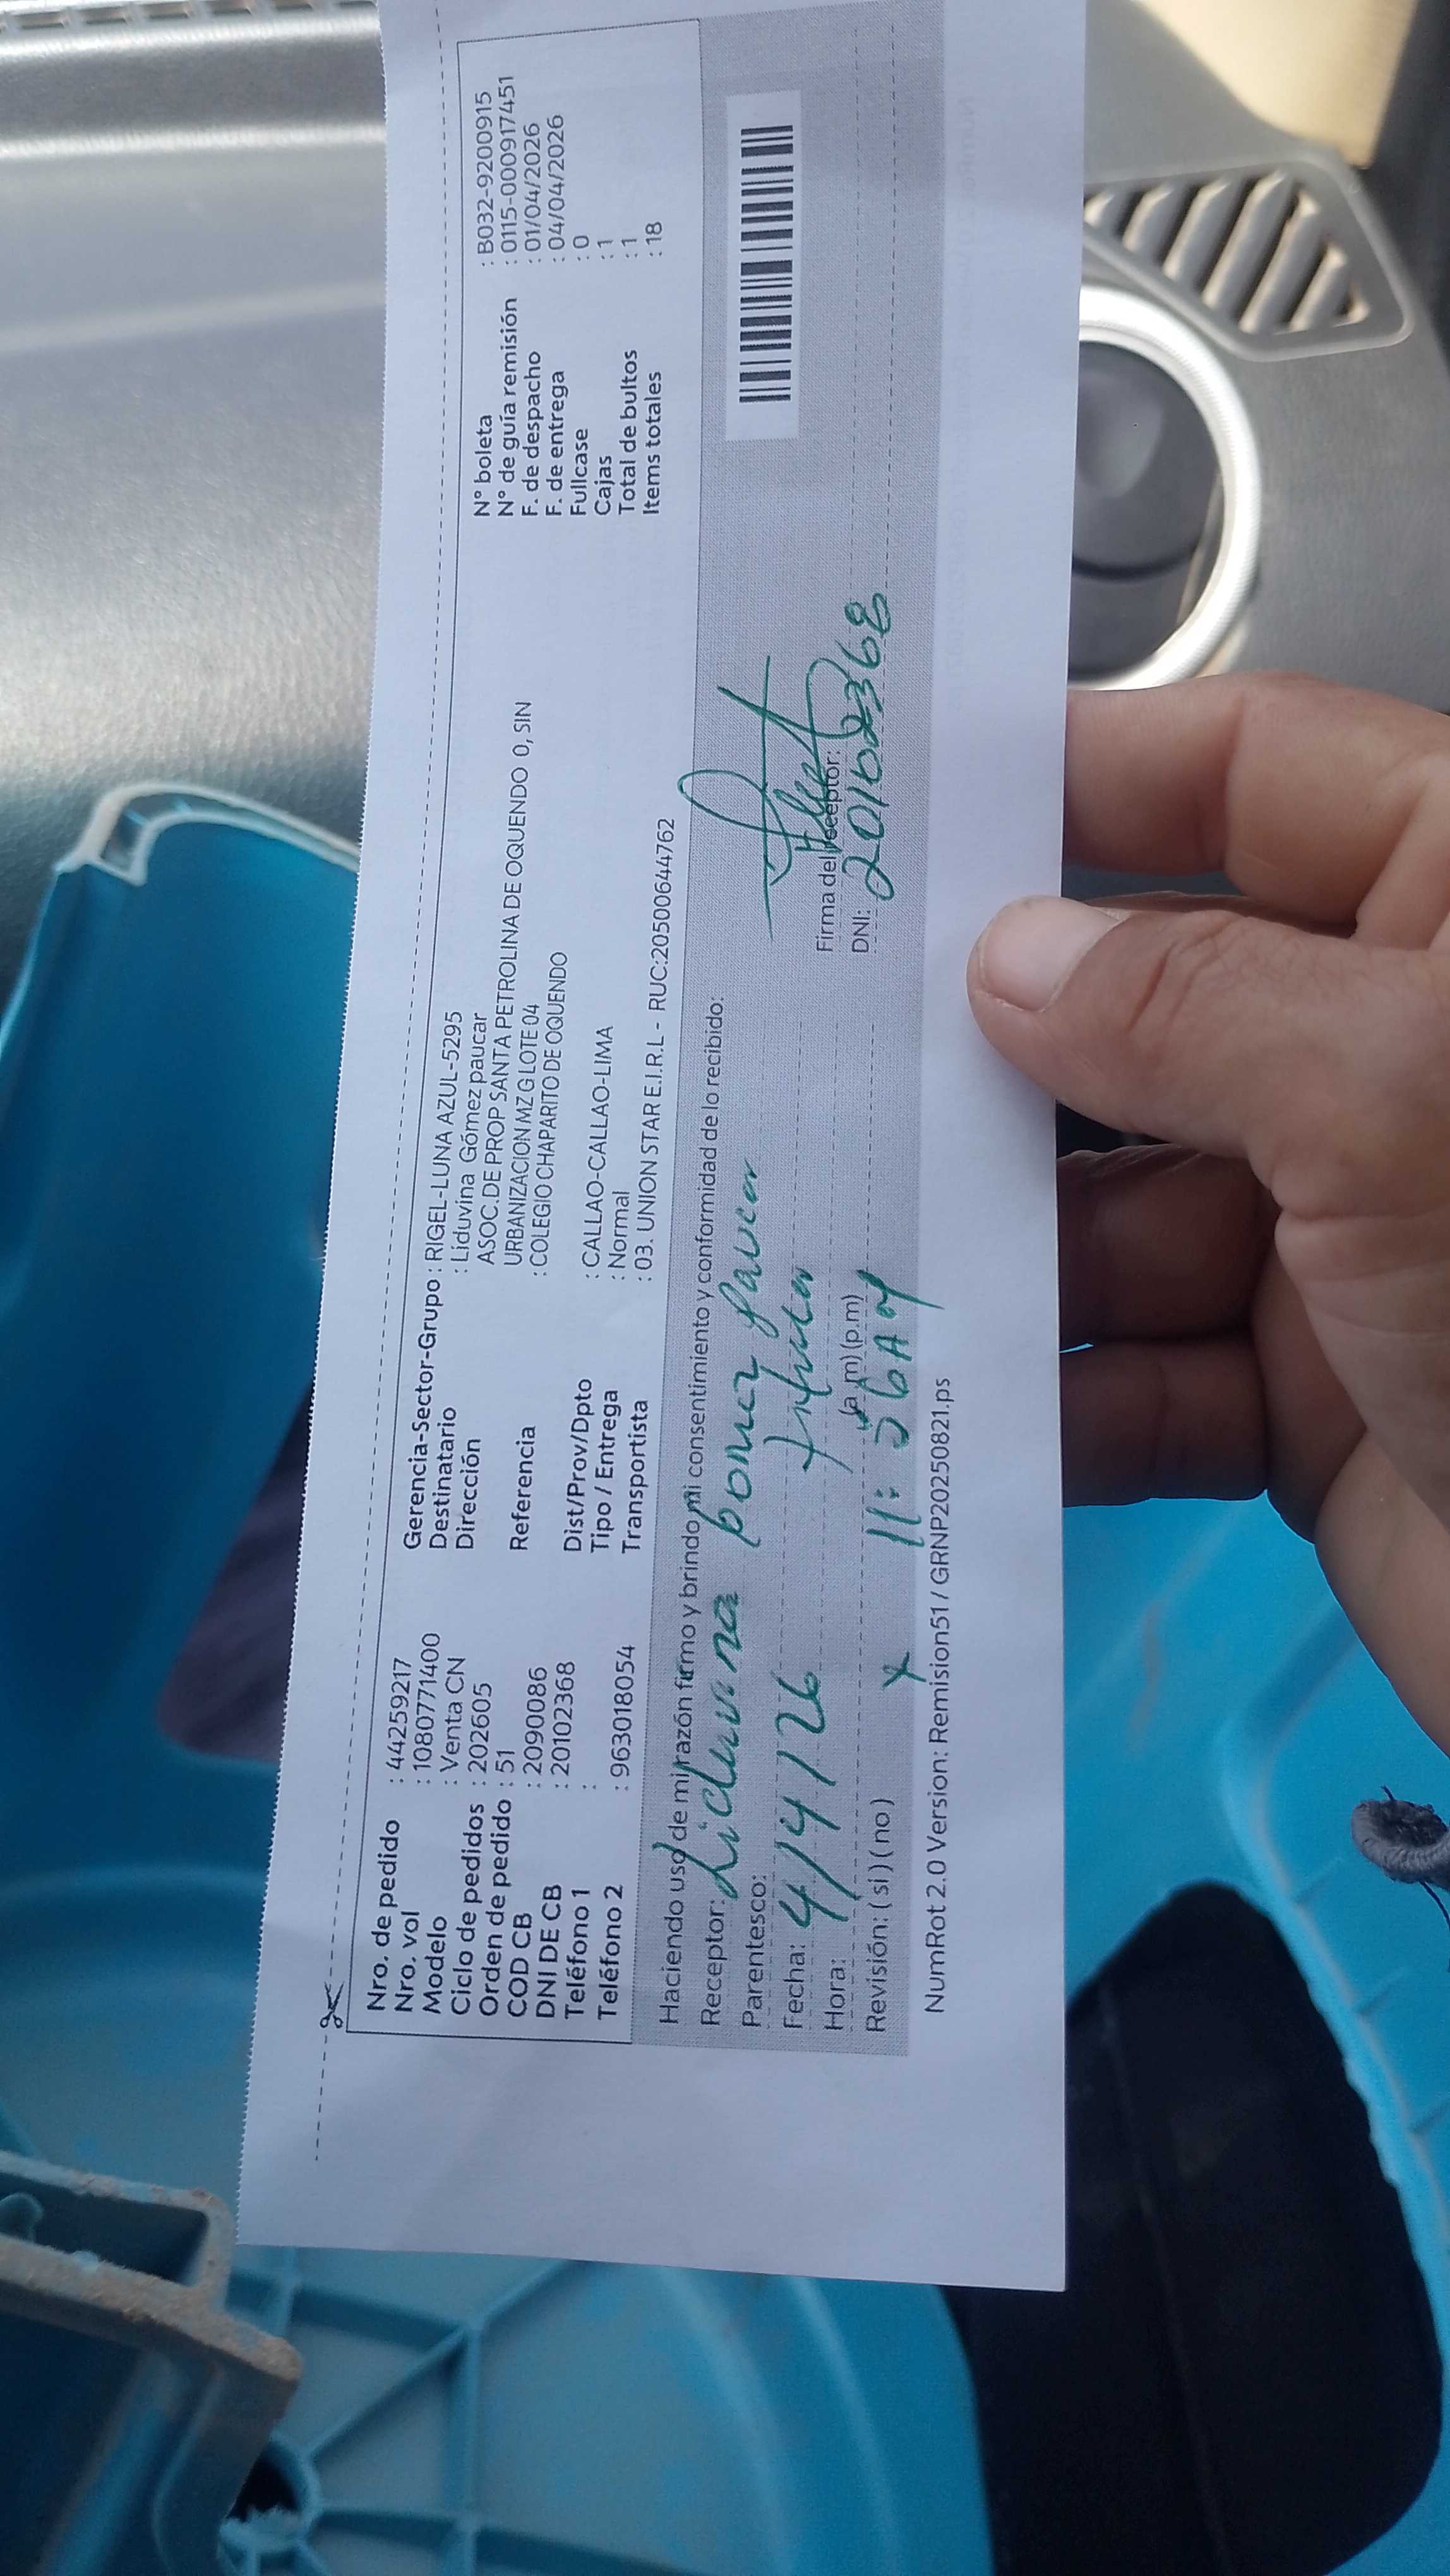 Nro. de pedido : 44259217
Nro. vol : 1080771400
Modelo : Venta CN
Ciclo de pedidos : 202605
Orden de pedido : 51
COD CB : 2090086
DNI DE CB : 20102368
Teléfono 1 :
Teléfono 2 : 963018054
Gerencia-Sector-Grupo : RIGEL-LUNA AZUL-5295
Destinatario : Liduvina Gómez paucar
Dirección ASOC.DE PROP SANTA PETROLINA DE OQUENDO 0, SIN
URBANIZACION MZ G LOTE 04
Referencia : COLEGIO CHAPARITO DE OQUENDO
Dist/Prov/Dpto : CALLAO-CALLAO-LIMA
Tipo / Entrega : Normal
Transportista : 03. UNION STAR E.I.R.L - RUC:20500644762
N° boleta : B032-9200915
N° de guía remisión : 0115-000917451
F. de despacho : 01/04/2026
F. de entrega : 04/04/2026
Fullcase : 0
Cajas : 1
Total de bultos : 1
Items totales : 18
Haciendo uso de mi razón firmo y brindo mi consentimiento y conformidad de lo recibido:
Receptor: Liduvina
Parentesco:
Fecha: 4/4/26
Hora: (a.m) (p.m)
Revisión: ( si ) ( no )
Firma del receptor:
DNI: 20102368
NumRot 2.0 Version: Remision51 / GRNP20250821.ps